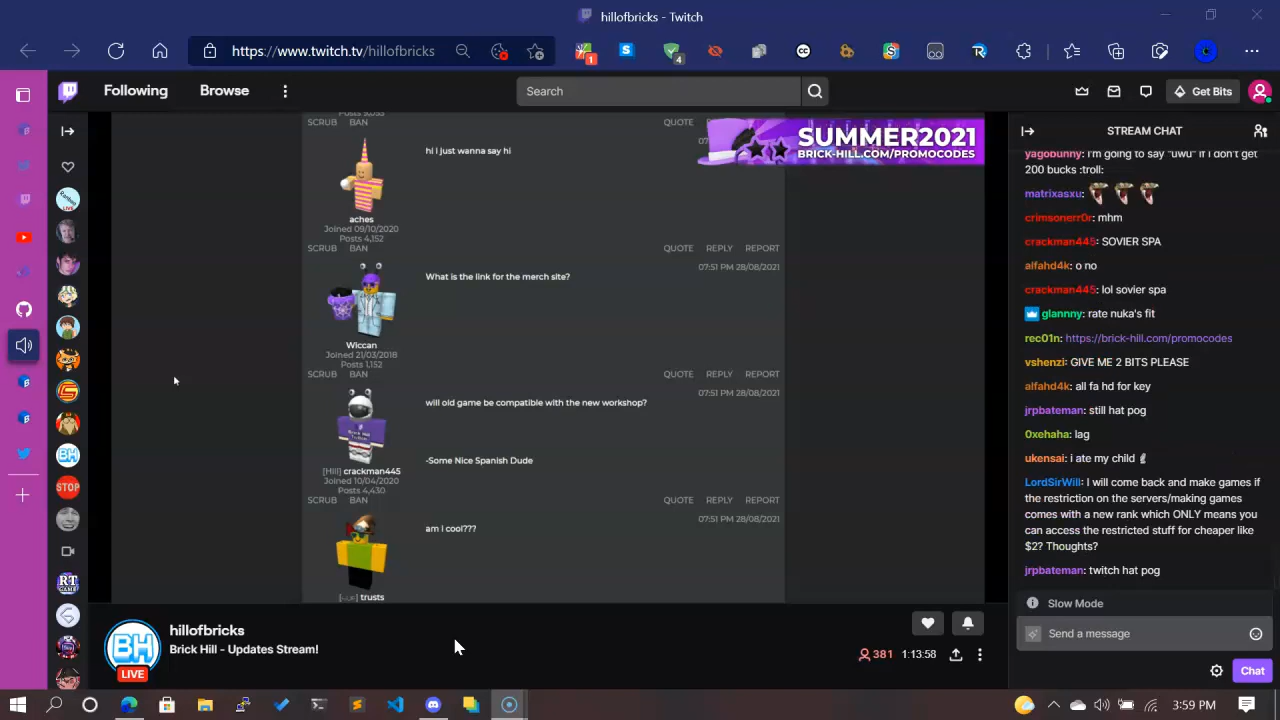 hillofbricks - Twitch
https://www.twitch.tv/hillofbricks
1
4
Following
Browse
Search
Get Bits
SCRUB BAN
QUOTE
SUMMER2021
BRICK-HILL.COM/PROMOCODES
hi i just wanna say hi
aches
Joined 09/10/2020
Posts 4,152
SCRUB BAN
QUOTE REPLY REPORT
07:51 PM 28/08/2021
What is the link for the merch site?
Wiccan
Joined 21/03/2018
Posts 1,152
SCRUB BAN
QUOTE REPLY REPORT
07:51 PM 28/08/2021
will old game be compatible with the new workshop?
-Some Nice Spanish Dude
[Hill] crackman445
Joined 10/04/2020
Posts 4,430
SCRUB BAN
QUOTE REPLY REPORT
07:51 PM 28/08/2021
am i cool???
trusts
LIVE
BH
STOP
RT
BH
LIVE
hillofbricks
Brick Hill - Updates Stream!
381
1:13:58
STREAM CHAT
yagobunny: i'm going to say "uwu" if i don't get
200 bucks :troll:
matrixasxu:
crimsonerr0r: mhm
crackman445: SOVIER SPA
alfahd4k: o no
crackman445: lol sovier spa
glannny: rate nuka's fit
rec01n: https://brick-hill.com/promocodes
vshenzi: GIVE ME 2 BITS PLEASE
alfahd4k: all fa hd for key
jrpbateman: still hat pog
0xehaha: lag
ukensai: i ate my child
LordSirWill: I will come back and make games if
the restriction on the servers/making games
comes with a new rank which ONLY means you
can access the restricted stuff for cheaper like
$2? Thoughts?
jrpbateman: twitch hat pog
Slow Mode
Send a message
Chat
3:59 PM